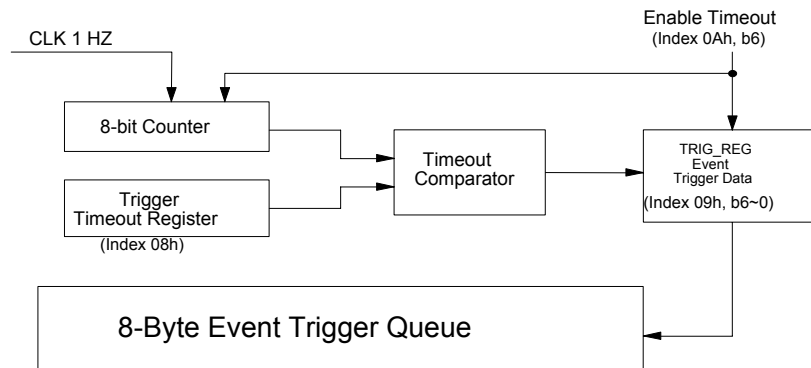 Enable Timeout
(Index 0Ah, b6)
CLK 1 HZ
8-bit Counter
Timeout
Comparator
TRIG_REG
Event
Trigger Data
(Index 09h, b6~0)
Trigger
Timeout Register
(Index 08h)
8-Byte Event Trigger Queue